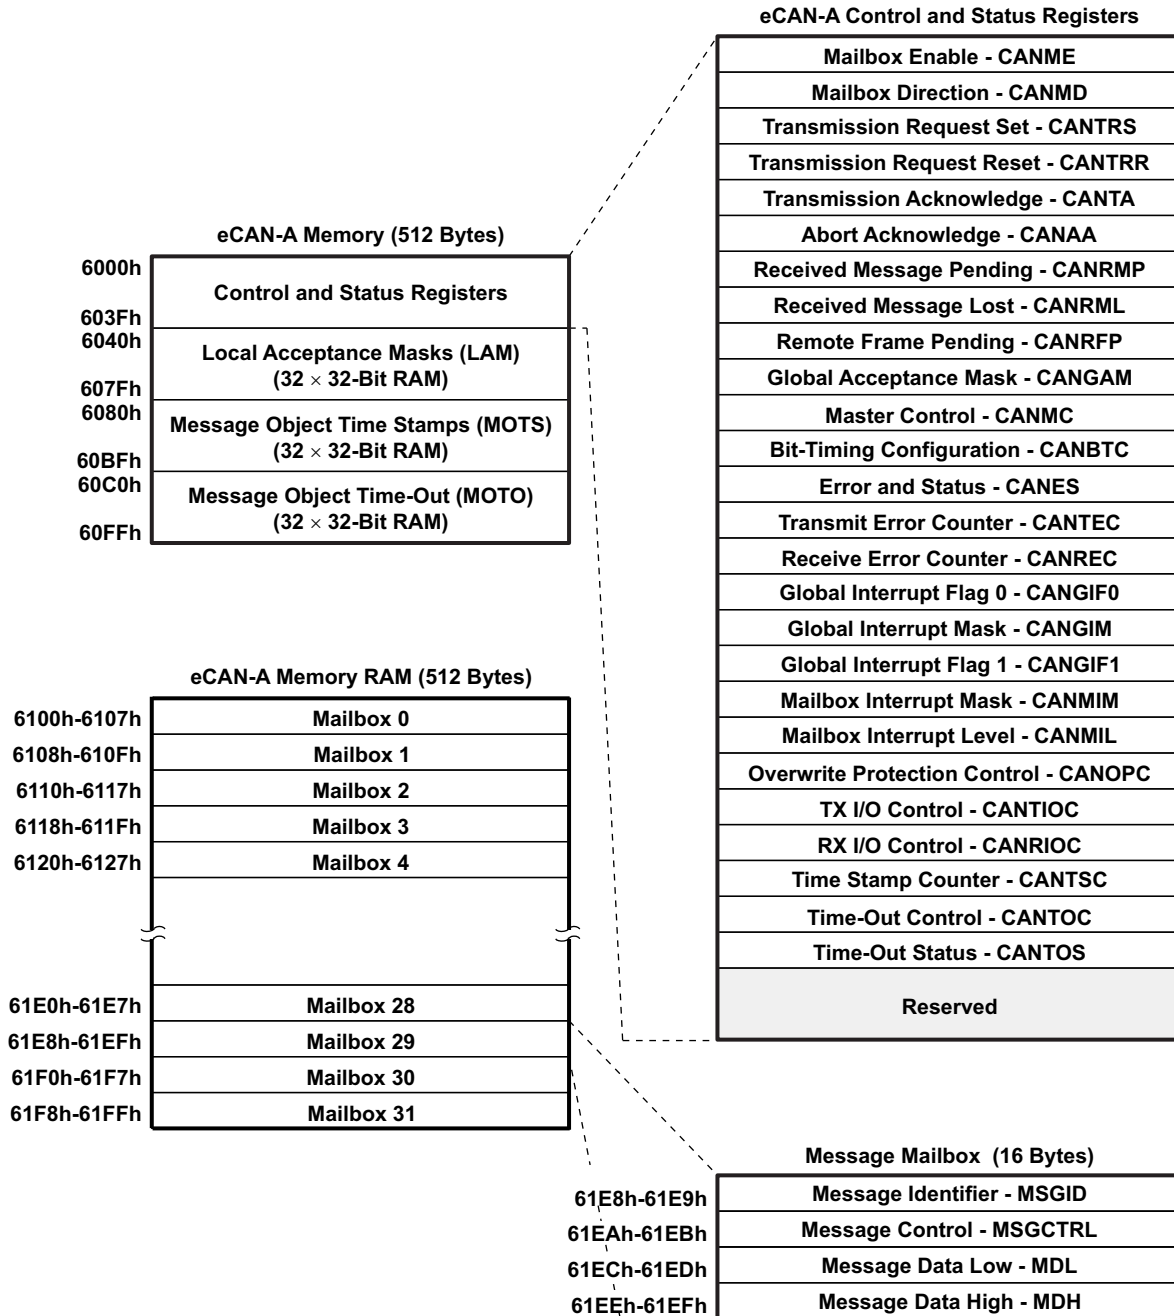 eCAN-A Control and Status Registers
Mailbox Enable - CANME
Mailbox Direction - CANMD
Transmission Request Set - CANTRS
Transmission Request Reset - CANTRR
Transmission Acknowledge - CANTA
Abort Acknowledge - CANAA
Received Message Pending - CANRMP
Received Message Lost - CANRML
Remote Frame Pending - CANRFP
Global Acceptance Mask - CANGAM
Master Control - CANMC
Bit-Timing Configuration - CANBTC
Error and Status - CANES
Transmit Error Counter - CANTEC
Receive Error Counter - CANREC
Global Interrupt Flag 0 - CANGIF0
Global Interrupt Mask - CANGIM
Global Interrupt Flag 1 - CANGIF1
Mailbox Interrupt Mask - CANMIM
Mailbox Interrupt Level - CANMIL
Overwrite Protection Control - CANOPC
TX I/O Control - CANTIOC
RX I/O Control - CANRIOC
Time Stamp Counter - CANTSC
Time-Out Control - CANTOC
Time-Out Status - CANTOS
Reserved
eCAN-A Memory (512 Bytes)
6000h
Control and Status Registers
603Fh
6040h
Local Acceptance Masks (LAM)
(32 × 32-Bit RAM)
607Fh
6080h
Message Object Time Stamps (MOTS)
(32 × 32-Bit RAM)
60BFh
60C0h
Message Object Time-Out (MOTO)
(32 × 32-Bit RAM)
60FFh
eCAN-A Memory RAM (512 Bytes)
6100h-6107h Mailbox 0
6108h-610Fh Mailbox 1
6110h-6117h Mailbox 2
6118h-611Fh Mailbox 3
6120h-6127h Mailbox 4
61E0h-61E7h Mailbox 28
61E8h-61EFh Mailbox 29
61F0h-61F7h Mailbox 30
61F8h-61FFh Mailbox 31
Message Mailbox (16 Bytes)
61E8h-61E9h Message Identifier - MSGID
61EAh-61EBh Message Control - MSGCTRL
61ECh-61EDh Message Data Low - MDL
61EEh-61EFh Message Data High - MDH